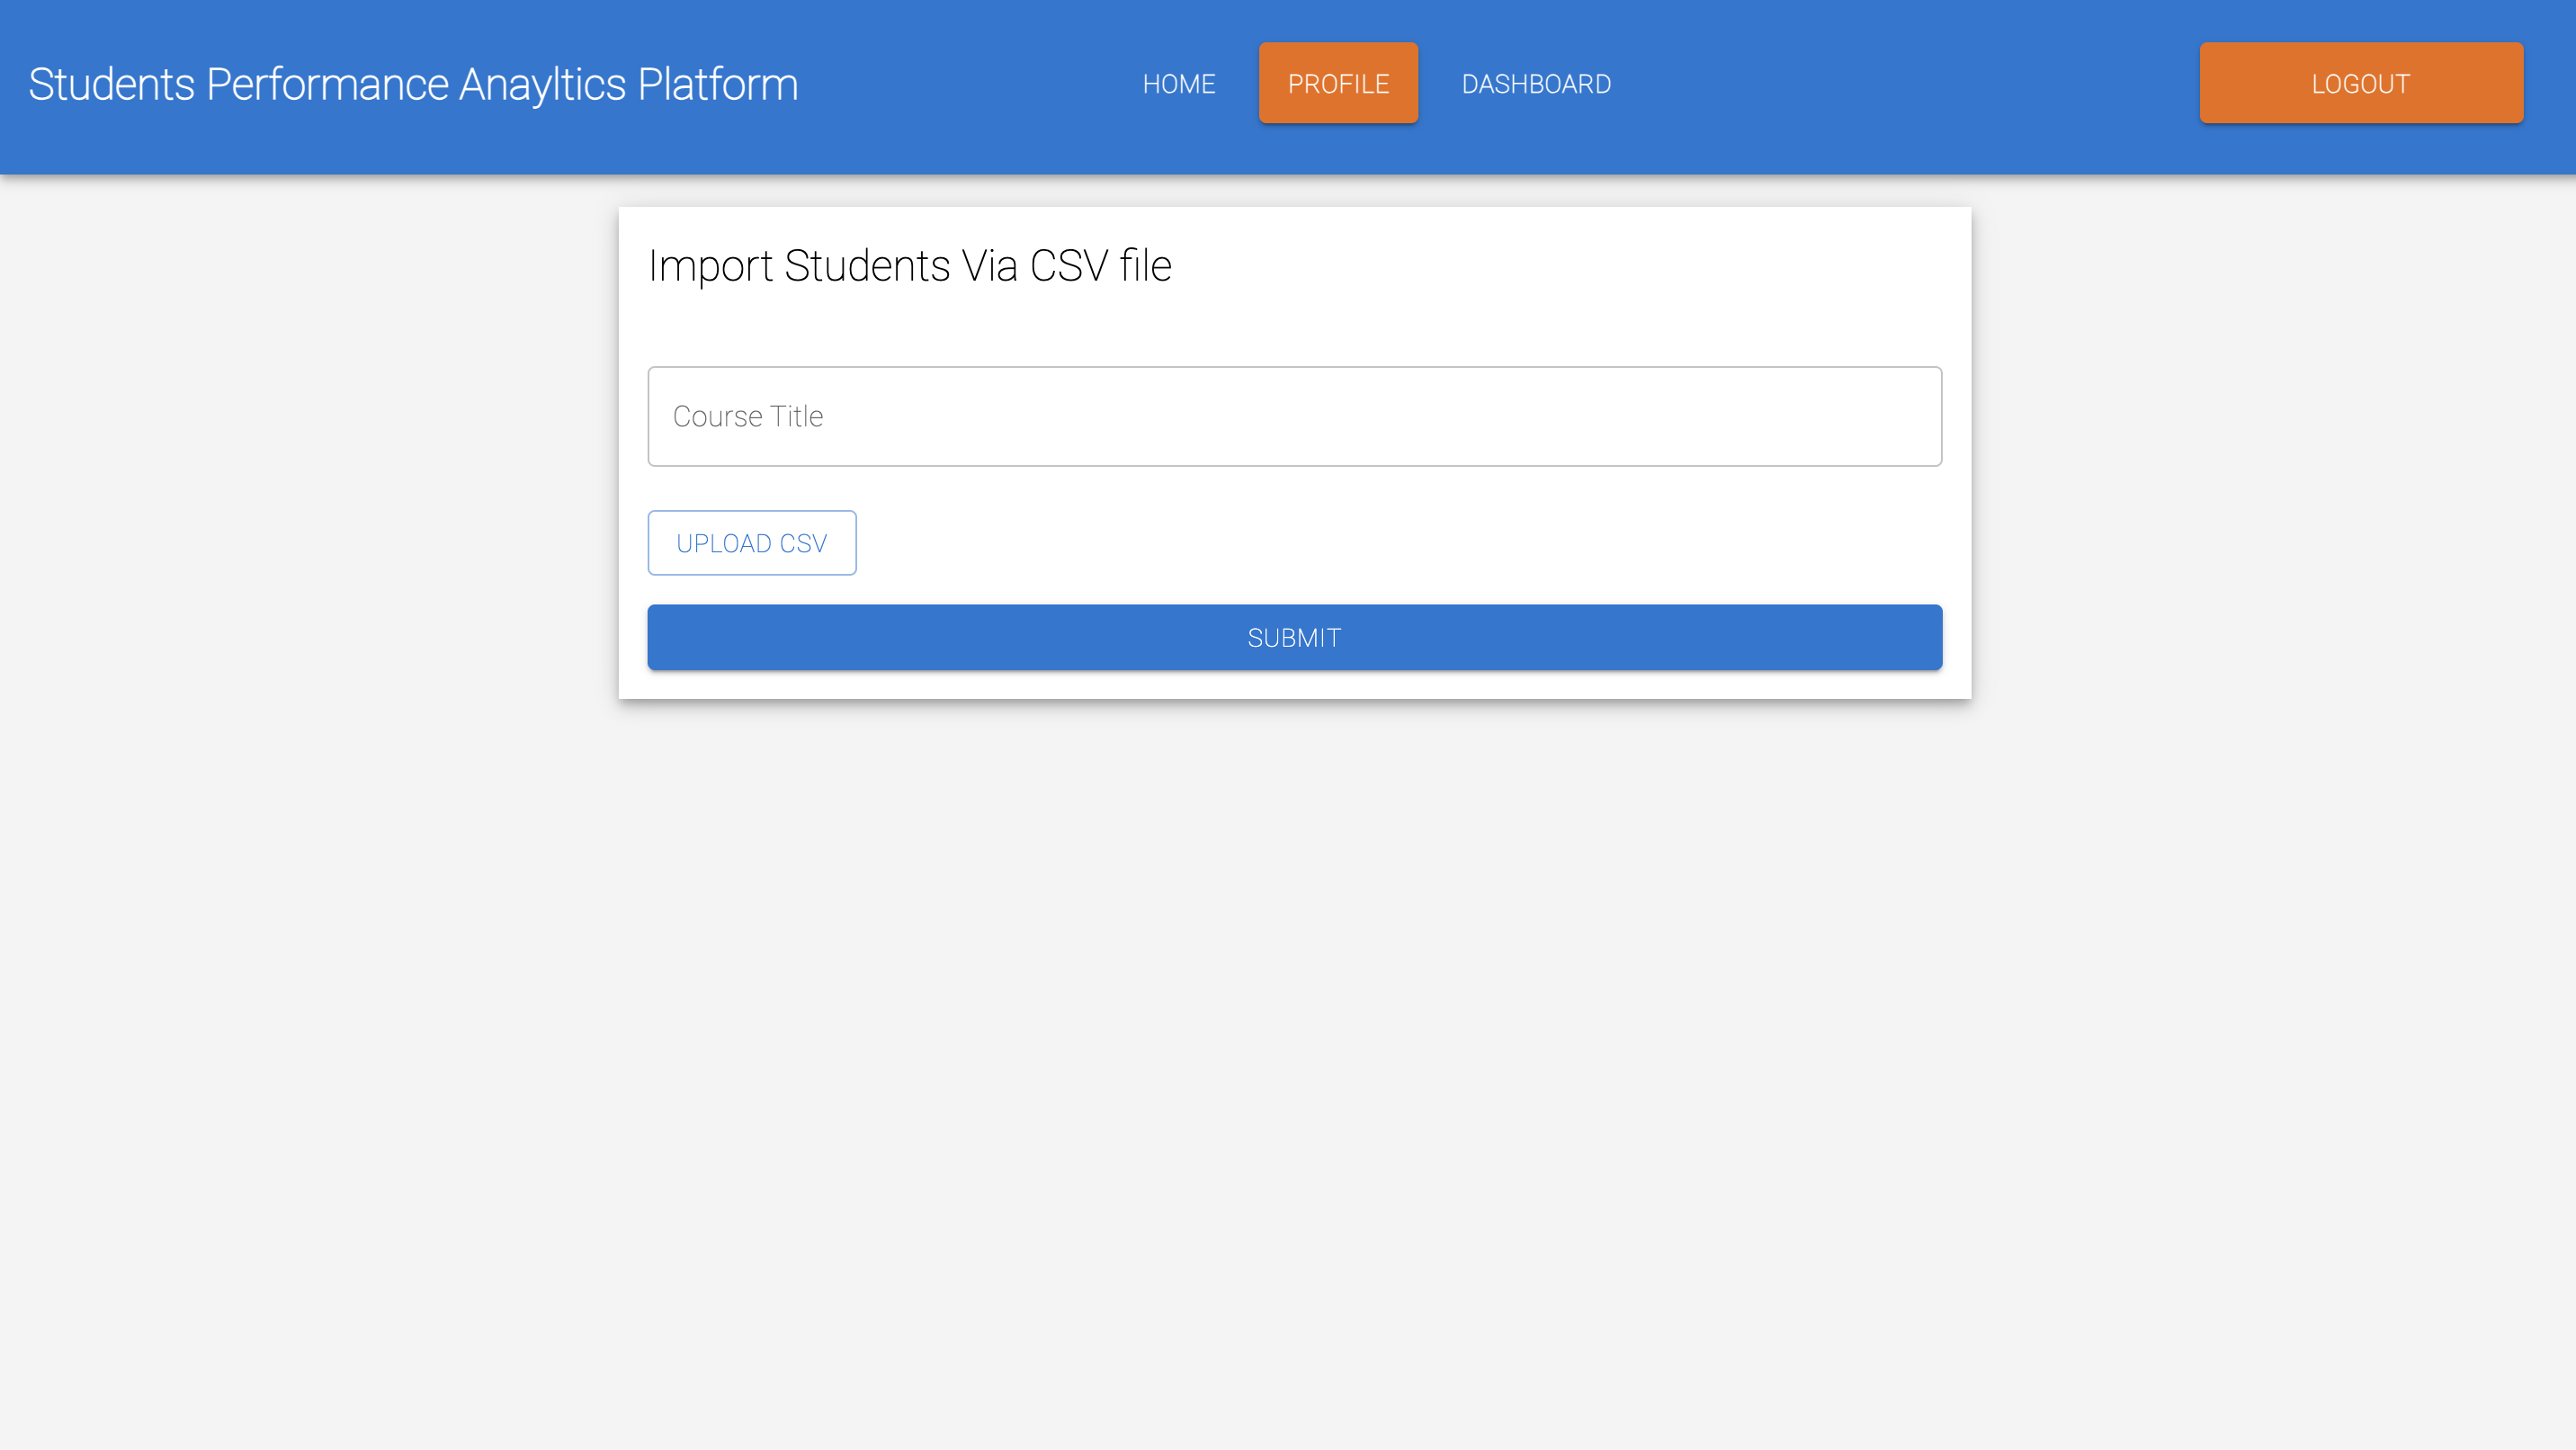 Students Performance Anayltics Platform
HOME
PROFILE
DASHBOARD
LOGOUT
Import Students Via CSV file
Course Title
UPLOAD CSV
SUBMIT